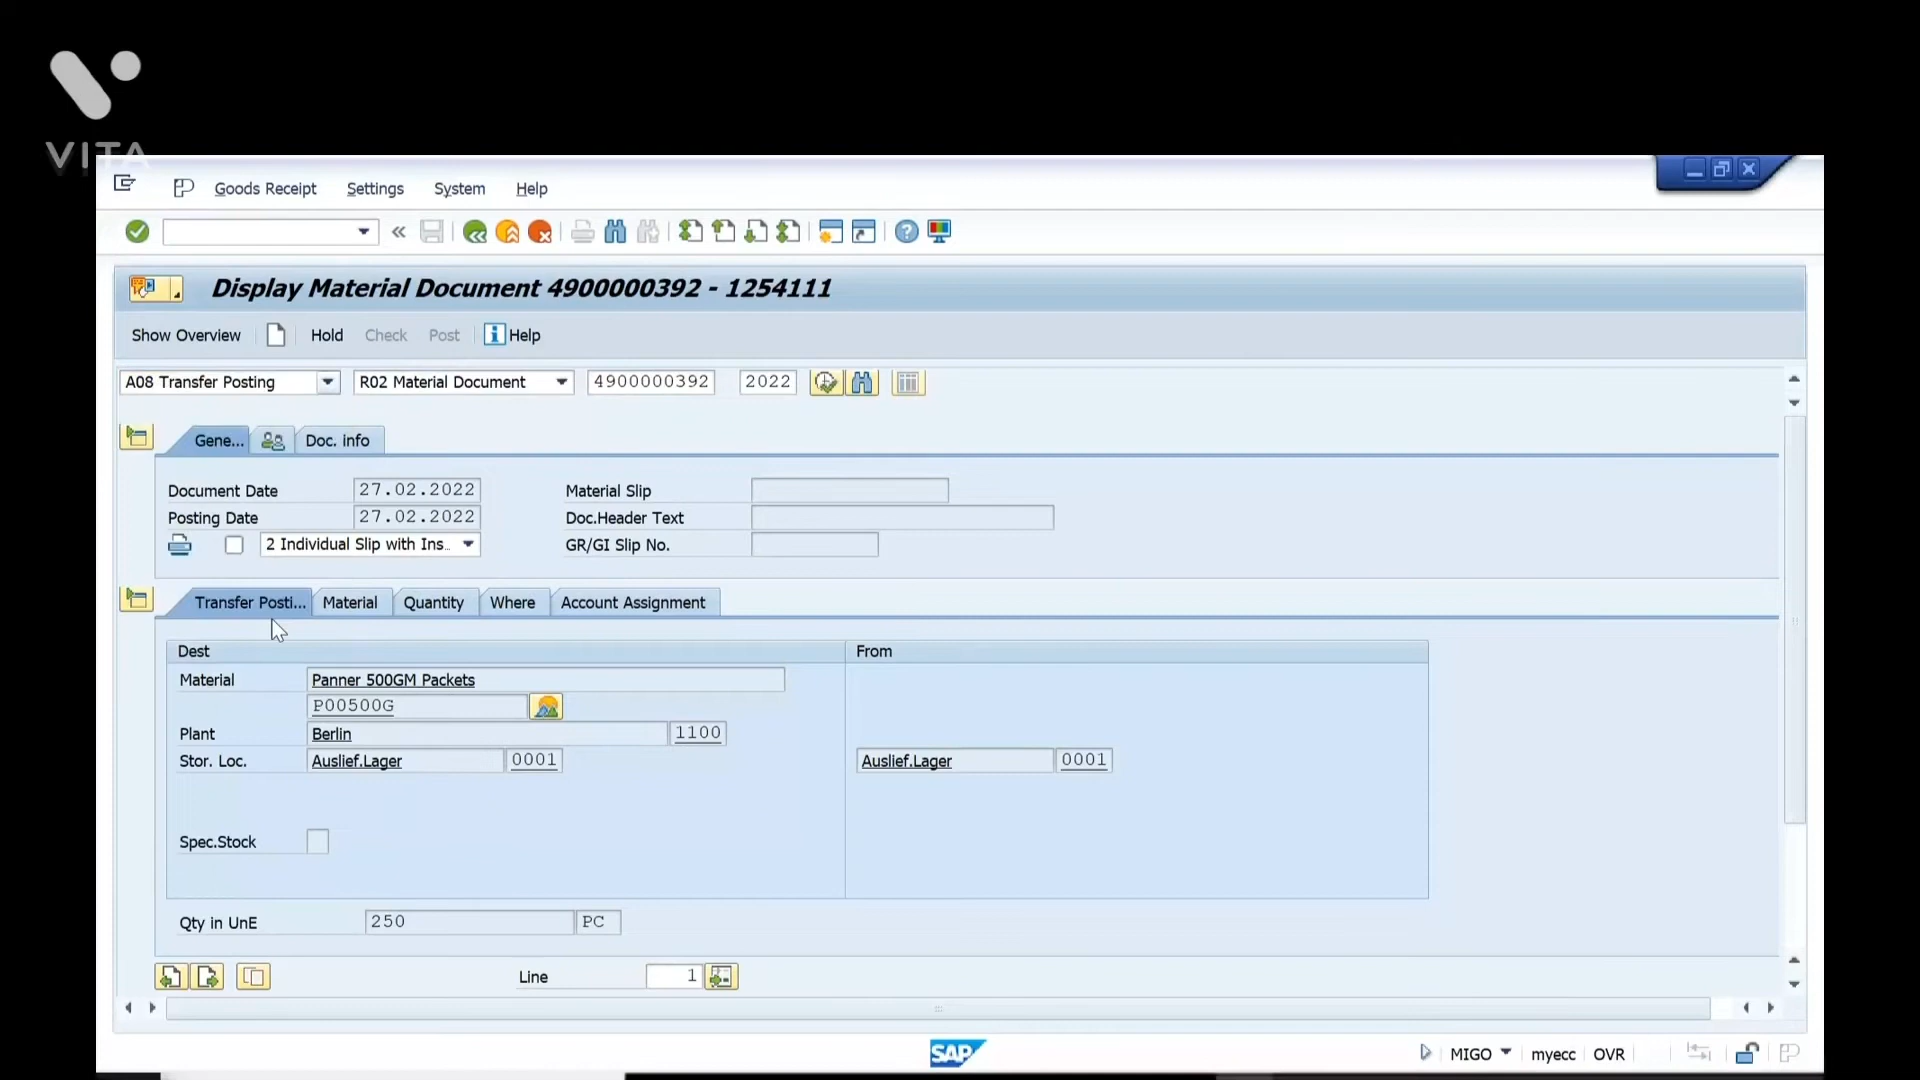 VITA
Goods Receipt Settings System Help
Display Material Document 4900000392 - 1254111
Show Overview Hold Check Post Help
A08 Transfer Posting R02 Material Document 4900000392 2022
Gene... Doc. info
Document Date 27.02.2022 Material Slip
Posting Date 27.02.2022 Doc.Header Text
2 Individual Slip with Ins... GR/GI Slip No.
Transfer Posti... Material Quantity Where Account Assignment
Dest From
Material Panner 500GM Packets
P00500G
Plant Berlin 1100
Stor. Loc. Auslief.Lager 0001 Auslief.Lager 0001
Spec.Stock
Qty in UnE 250 PC
Line 1
SAP MIGO myecc OVR